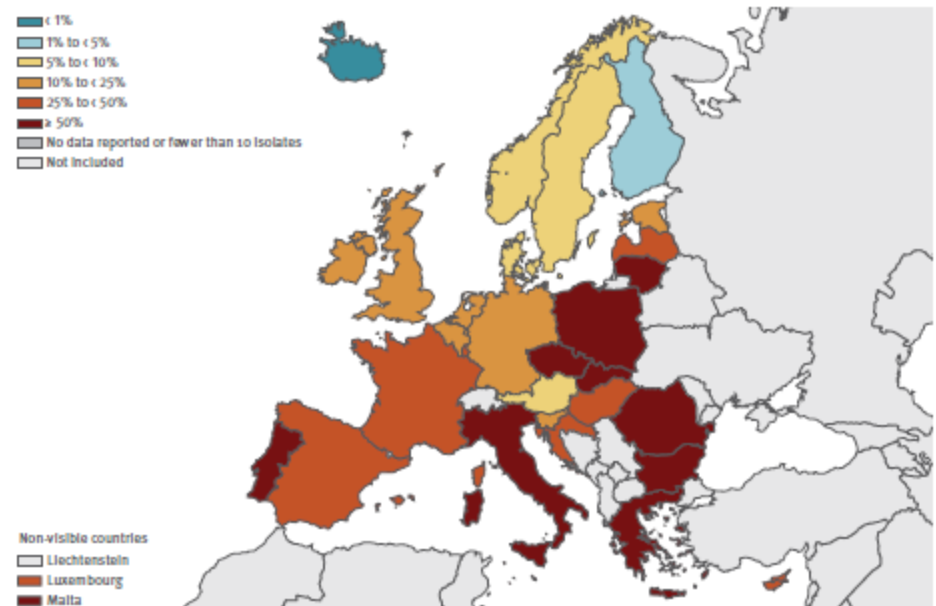 < 1%
1% to < 5%
5% to < 10%
10% to < 25%
25% to < 50%
≥ 50%
No data reported or fewer than 10 isolates
Not included
Non-visible countries
Liechtenstein
Luxembourg
Malta